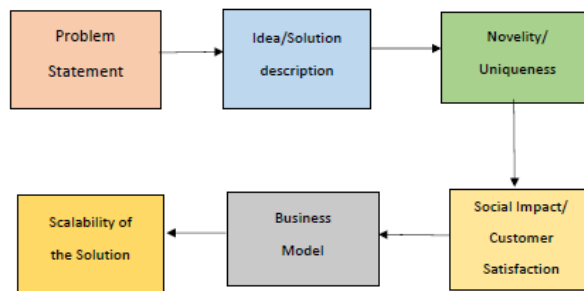 Problem
Statement
Idea/Solution
description
Novelity/
Uniqueness
Social Impact/
Customer
Satisfaction
Business
Model
Scalability of
the Solution